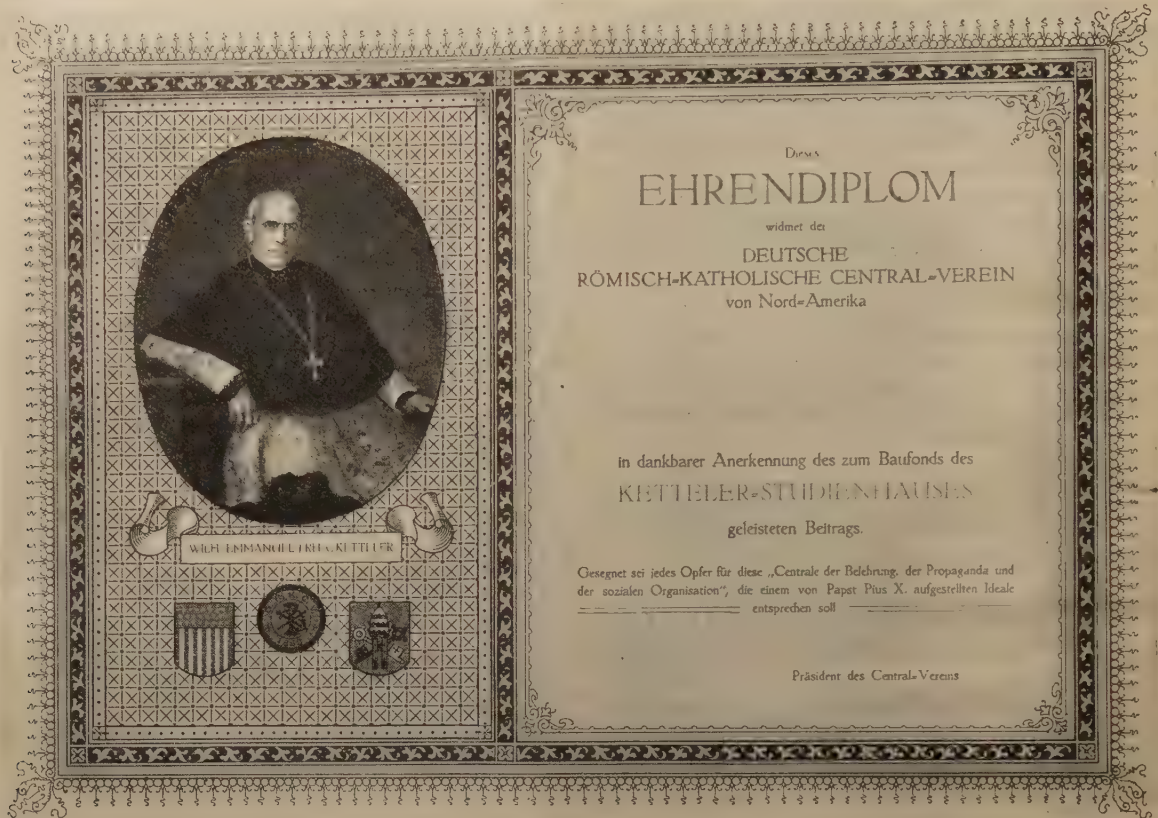 WILH. EMMANUEL FRH. v. KETTELER
Dieses
EHRENDIPLOM
widmet der
DEUTSCHE
RÖMISCH-KATHOLISCHE CENTRAL-VEREIN
von Nord-Amerika
in dankbarer Anerkennung des zum Baufonds des
KETTELER-STUDIENHAUSES
geleisteten Beitrags.
Gesegnet sei jedes Opfer für diese „Centrale der Belehrung, der Propaganda und
der sozialen Organisation“, die einem von Papst Pius X. aufgestellten Ideale
entsprechen soll
Präsident des Central-Vereins